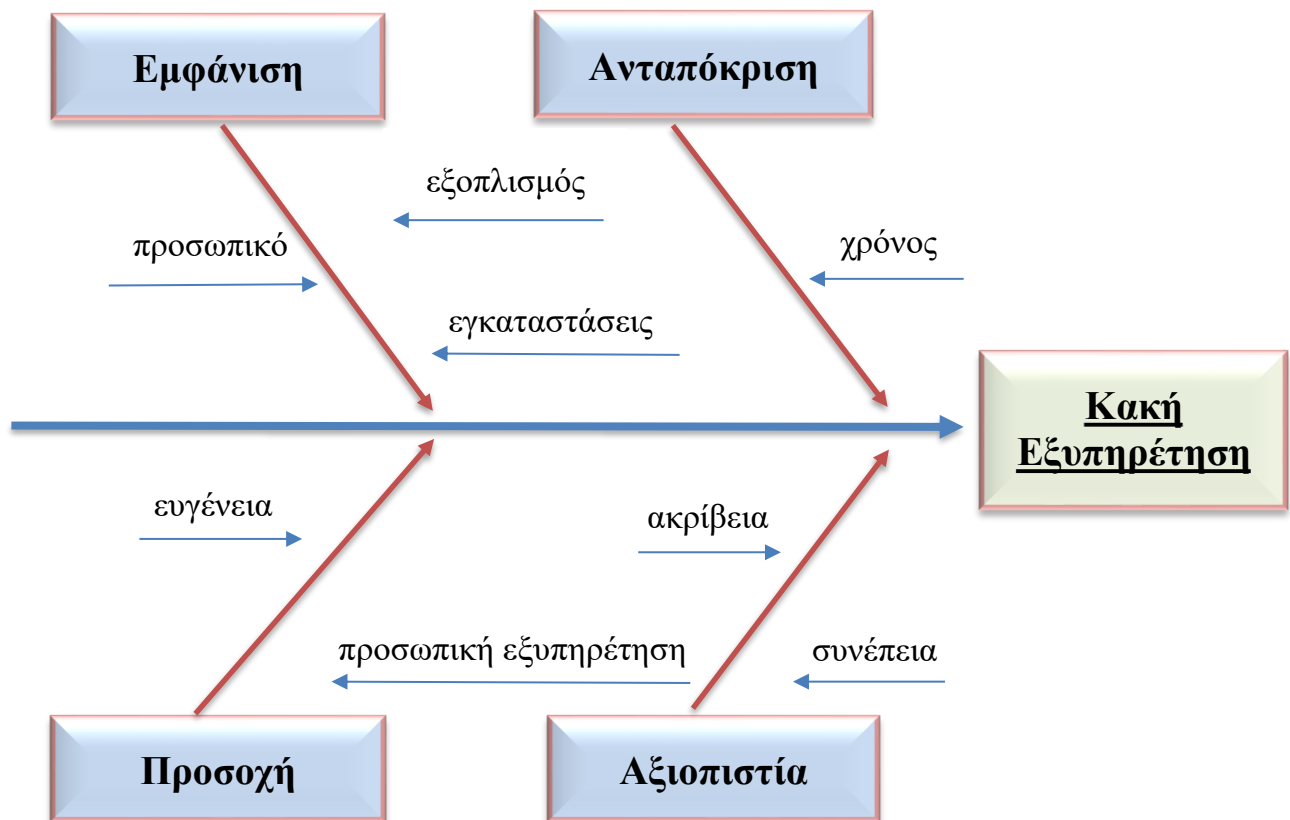 Εμφάνιση
Ανταπόκριση
εξοπλισμός
προσωπικό
χρόνος
εγκαταστάσεις
Κακή
Εξυπηρέτηση
ευγένεια
ακρίβεια
προσωπική εξυπηρέτηση
συνέπεια
Προσοχή
Αξιοπιστία